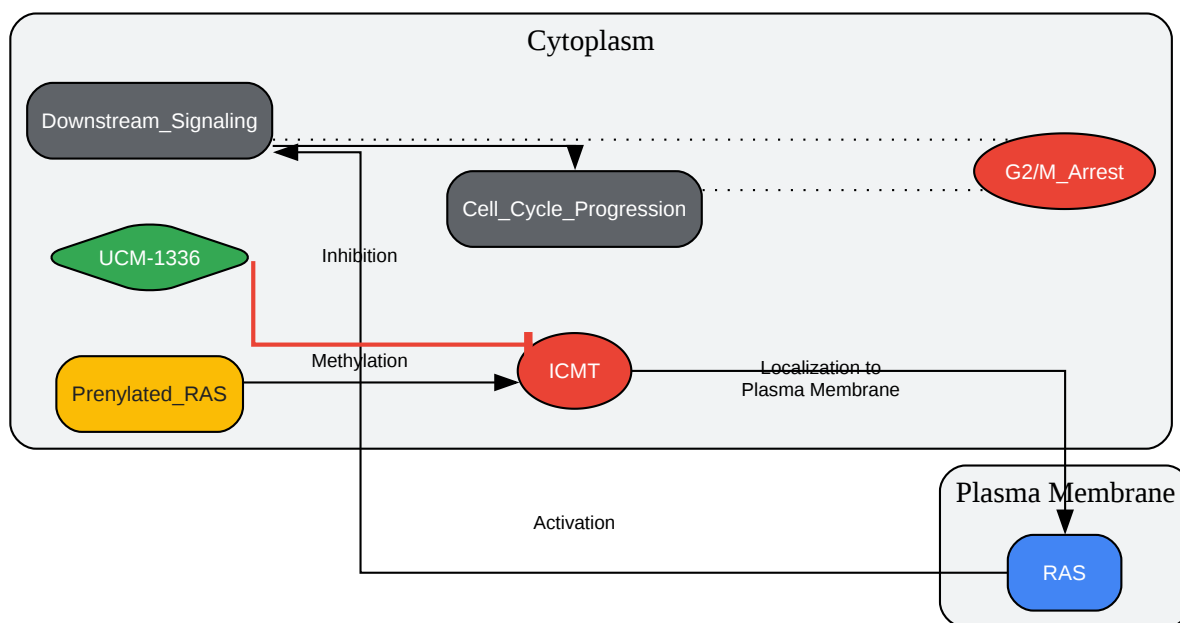 Cytoplasm
Downstream_Signaling
G2/M_Arrest
Cell_Cycle_Progression
UCM-1336
Inhibition
Methylation
Prenylated_RAS
ICMT
Localization to
Plasma Membrane
Plasma Membrane
Activation
RAS